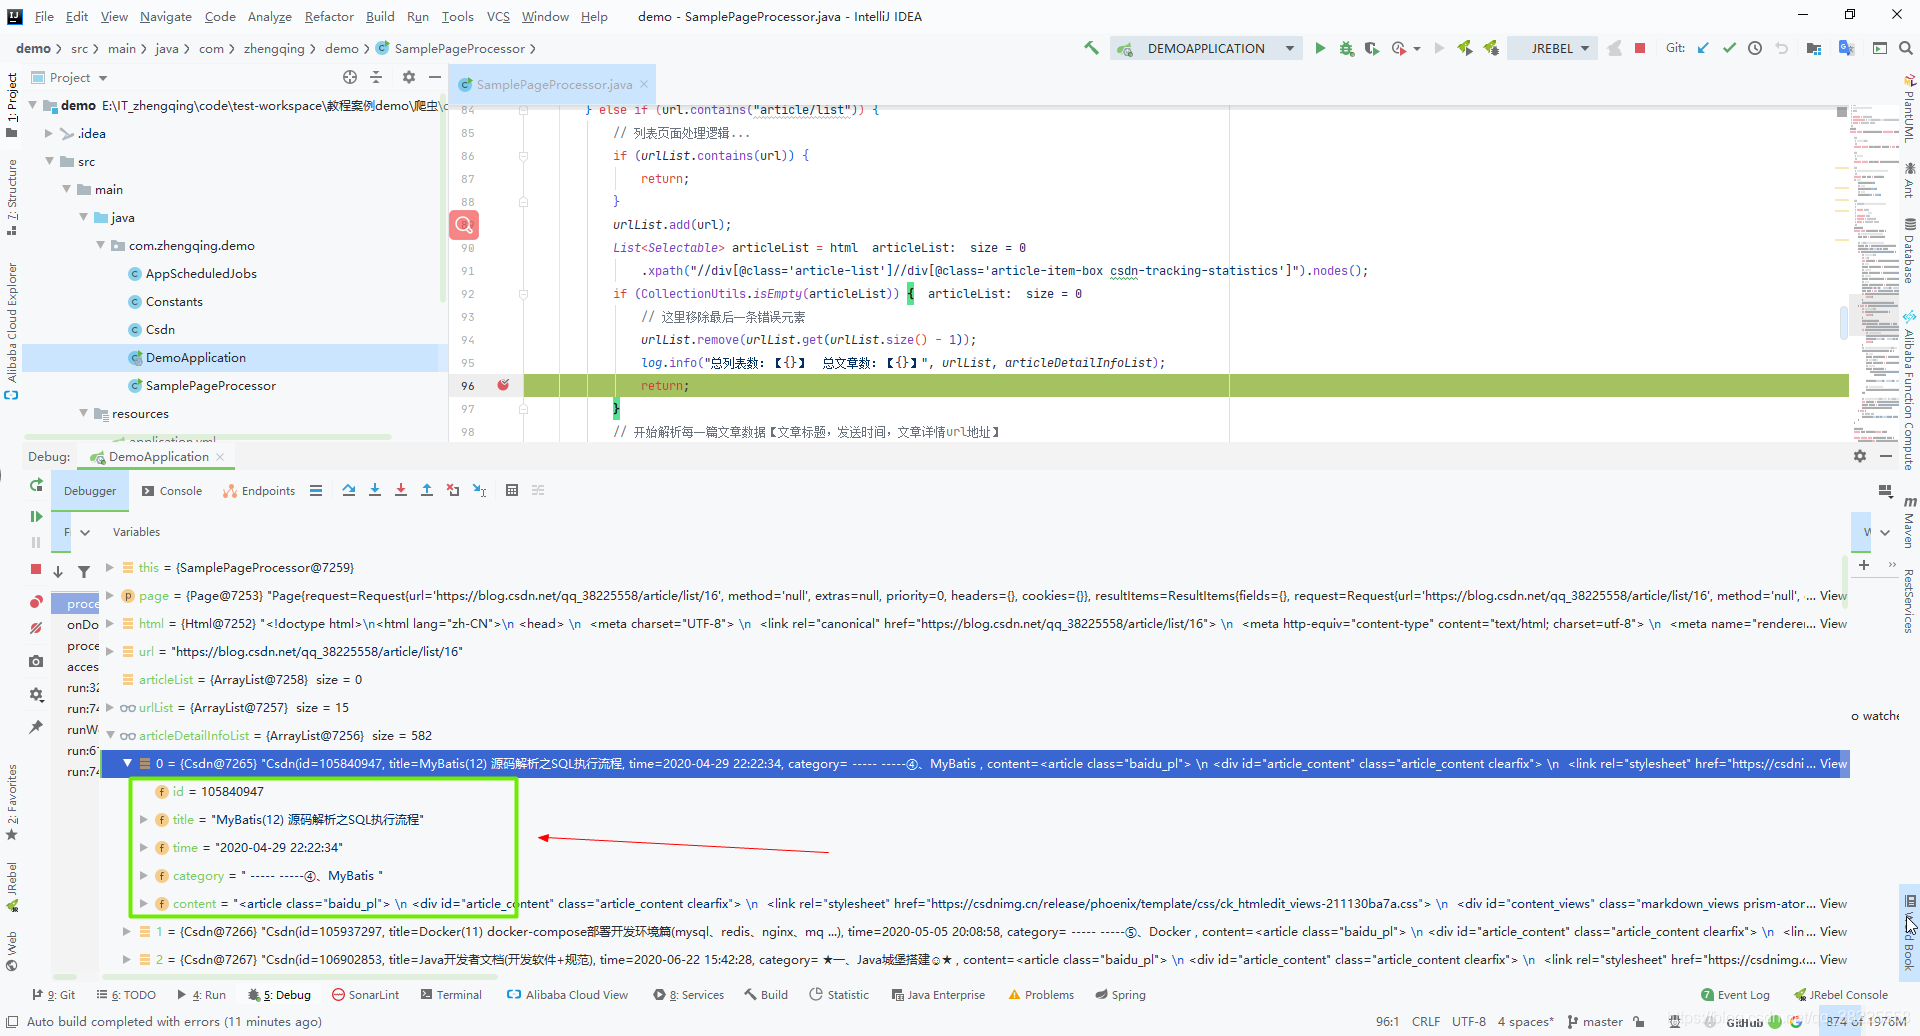 File Edit View Navigate Code Analyze Refactor Build Run Tools VCS Window Help demo - SamplePageProcessor.java - IntelliJ IDEA
demo src main java com zhengqing demo SamplePageProcessor DEMOAPPLICATION JREBEL Git:
Project
SamplePageProcessor.java
demo E:\IT_zhengqing\code\test-workspace\教程案例demo\爬虫\
.idea
src
main
java
com.zhengqing.demo
AppScheduledJobs
Constants
Csdn
DemoApplication
SamplePageProcessor
resources
application.yml
84 } else if (url.contains("article/list")) {
85 // 列表页面处理逻辑...
86 if (urlList.contains(url)) {
87 return;
88 }
urlList.add(url);
90 List<Selectable> articleList = html articleList: size = 0
91 .xpath("//div[@class='article-list']//div[@class='article-item-box csdn-tracking-statistics']").nodes();
92 if (CollectionUtils.isEmpty(articleList)) { articleList: size = 0
93 // 这里移除最后一条错误元素
94 urlList.remove(urlList.get(urlList.size() - 1));
95 log.info("总列表数：【{}】 总文章数：【{}】", urlList, articleDetailInfoList);
96 return;
97 }
98 // 开始解析每一篇文章数据【文章标题，发送时间，文章详情url地址】
Debug: DemoApplication
Debugger Console Endpoints
F Variables
this = {SamplePageProcessor@7259}
page = {Page@7253} "Page{request=Request{url='https://blog.csdn.net/qq_38225558/article/list/16', method='null', extras=null, priority=0, headers={}, cookies={}}, resultItems=ResultItems{fields={}, request=Request{url='https://blog.csdn.net/qq_38225558/article/list/16', method='null', ... View
html = {Html@7252} "<!doctype html>\n<html lang="zh-CN">\n <head> \n <meta charset="UTF-8"> \n <link rel="canonical" href="https://blog.csdn.net/qq_38225558/article/list/16"> \n <meta http-equiv="content-type" content="text/html; charset=utf-8"> \n <meta name="renderer... View
url = "https://blog.csdn.net/qq_38225558/article/list/16"
articleList = {ArrayList@7258} size = 0
urlList = {ArrayList@7257} size = 15
articleDetailInfoList = {ArrayList@7256} size = 582
0 = {Csdn@7265} "Csdn(id=105840947, title=MyBatis(12) 源码解析之SQL执行流程, time=2020-04-29 22:22:34, category= ----- -----④、MyBatis , content=<article class="baidu_pl"> \n <div id="article_content" class="article_content clearfix"> \n <link rel="stylesheet" href="https://csdni... View
id = 105840947
title = "MyBatis(12) 源码解析之SQL执行流程"
time = "2020-04-29 22:22:34"
category = " ----- -----④、MyBatis "
content = "<article class="baidu_pl"> \n <div id="article_content" class="article_content clearfix"> \n <link rel="stylesheet" href="https://csdnimg.cn/release/phoenix/template/css/ck_htmledit_views-211130ba7a.css"> \n <div id="content_views" class="markdown_views prism-ator... View
1 = {Csdn@7266} "Csdn(id=105937297, title=Docker(11) docker-compose部署开发环境篇(mysql、redis、nginx、mq ...), time=2020-05-05 20:08:58, category= ----- -----⑤、Docker , content=<article class="baidu_pl"> \n <div id="article_content" class="article_content clearfix"> \n <lin... View
2 = {Csdn@7267} "Csdn(id=106902853, title=Java开发者文档(开发软件+规范), time=2020-06-22 15:42:28, category= ★一、Java城堡搭建☺★ , content=<article class="baidu_pl"> \n <div id="article_content" class="article_content clearfix"> \n <link rel="stylesheet" href="https://csdnimg.c... View
proce
onDo
proce
acces
run:32
run:74
runW
run:61
run:74
o watche
1: Project
7: Structure
Alibaba Cloud Explorer
2: Favorites
JRebel
Web
PlantUML
Ant
Database
Alibaba Function Compute
Maven
RestServices
Word Book
9: Git 6: TODO 4: Run 5: Debug SonarLint Terminal Alibaba Cloud View 8: Services Build Statistic Java Enterprise Problems Spring 7 Event Log JRebel Console
Auto build completed with errors (11 minutes ago) 96:1 CRLF UTF-8 4 spaces* master GitHub 874 of 1976M